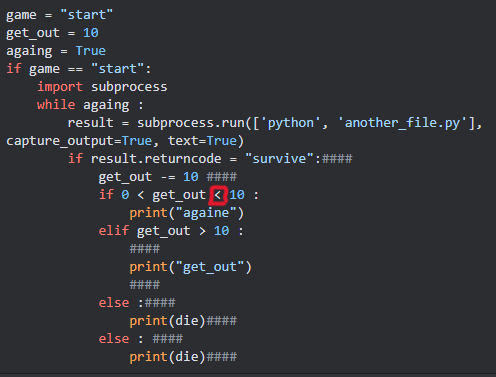 game = "start"
get_out = 10
againg = True
if game == "start":
    import subprocess
    while againg :
        result = subprocess.run(['python', 'another_file.py'],
capture_output=True, text=True)
        if result.returncode = "survive":####
            get_out -= 10 ####
            if 0 < get_out < 10 :
                print("againe")
            elif get_out > 10 :
                ####
                print("get_out")
                ####
            else :####
                print(die)####
            else : ####
                print(die)####